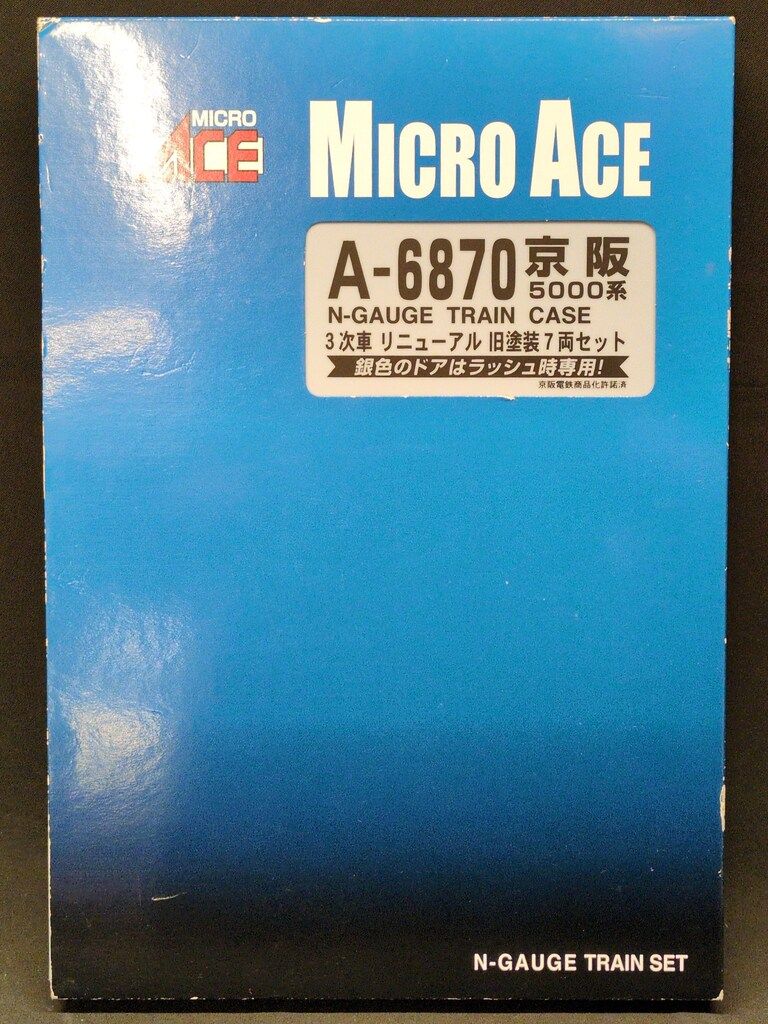 MICRO
ACE
MICRO ACE
A-6870 京阪
5000系
N-GAUGE TRAIN CASE
3次車 リニューアル 旧塗装7両セット
銀色のドアはラッシュ時専用!
京阪電鉄商品化許諾済
N-GAUGE TRAIN SET